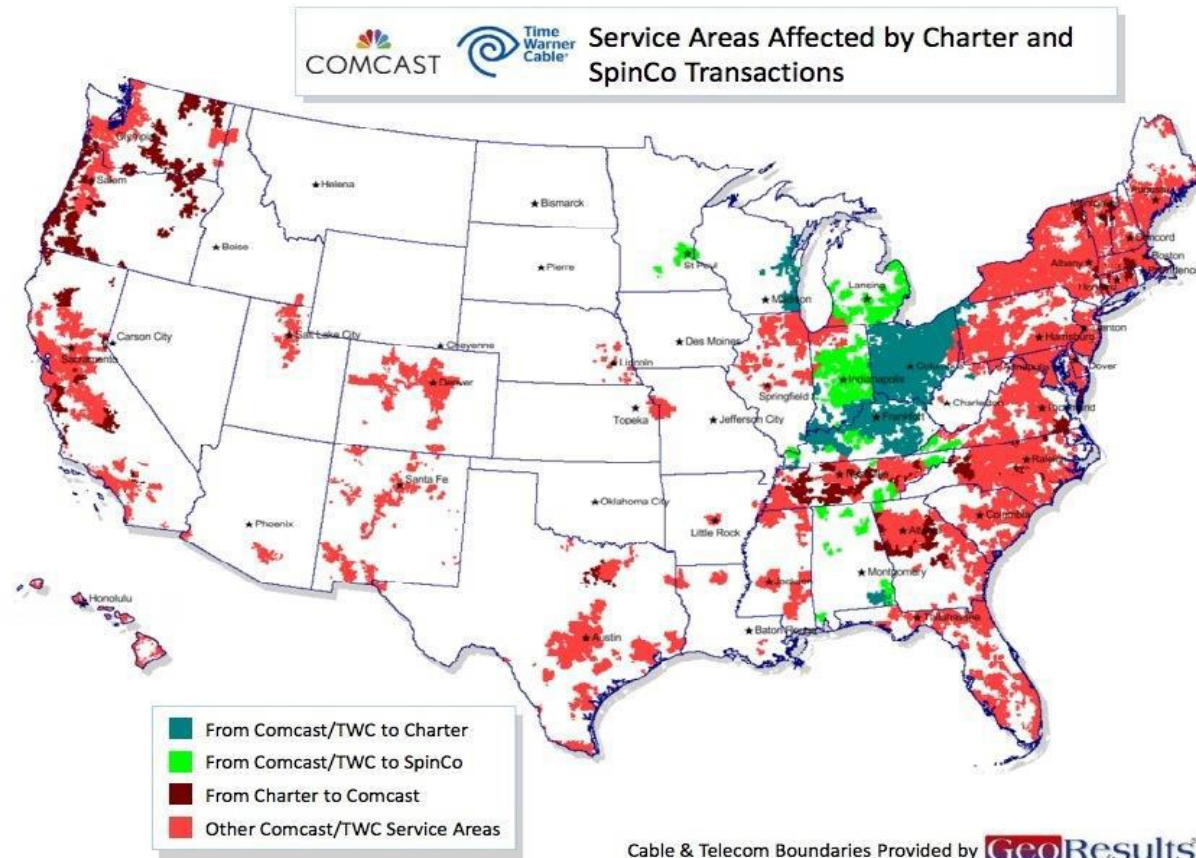 COMCAST
Time
Warner
Cable
Service Areas Affected by Charter and
SpinCo Transactions
Olympia
Salem
Helena
Bismarck
Boise
Pierre
St Paul
Madison
Lansing
Augusta
Concord
Boston
Albany
Providence
Carson City
Sacramento
Salt Lake City
Cheyenne
Lincoln
Des Moines
Denver
Topeka
Jefferson City
Springfield
Indianapolis
Columbus
Frankfort
Charleston
Harrisburg
Trenton
Annapolis
Dover
Richmond
Raleigh
Santa Fe
Phoenix
Oklahoma City
Little Rock
Columbia
Montgomery
Jackson
Honolulu
Austin
Baton Rouge
Tallahassee
From Comcast/TWC to Charter
From Comcast/TWC to SpinCo
From Charter to Comcast
Other Comcast/TWC Service Areas
Cable & Telecom Boundaries Provided by GeoResults